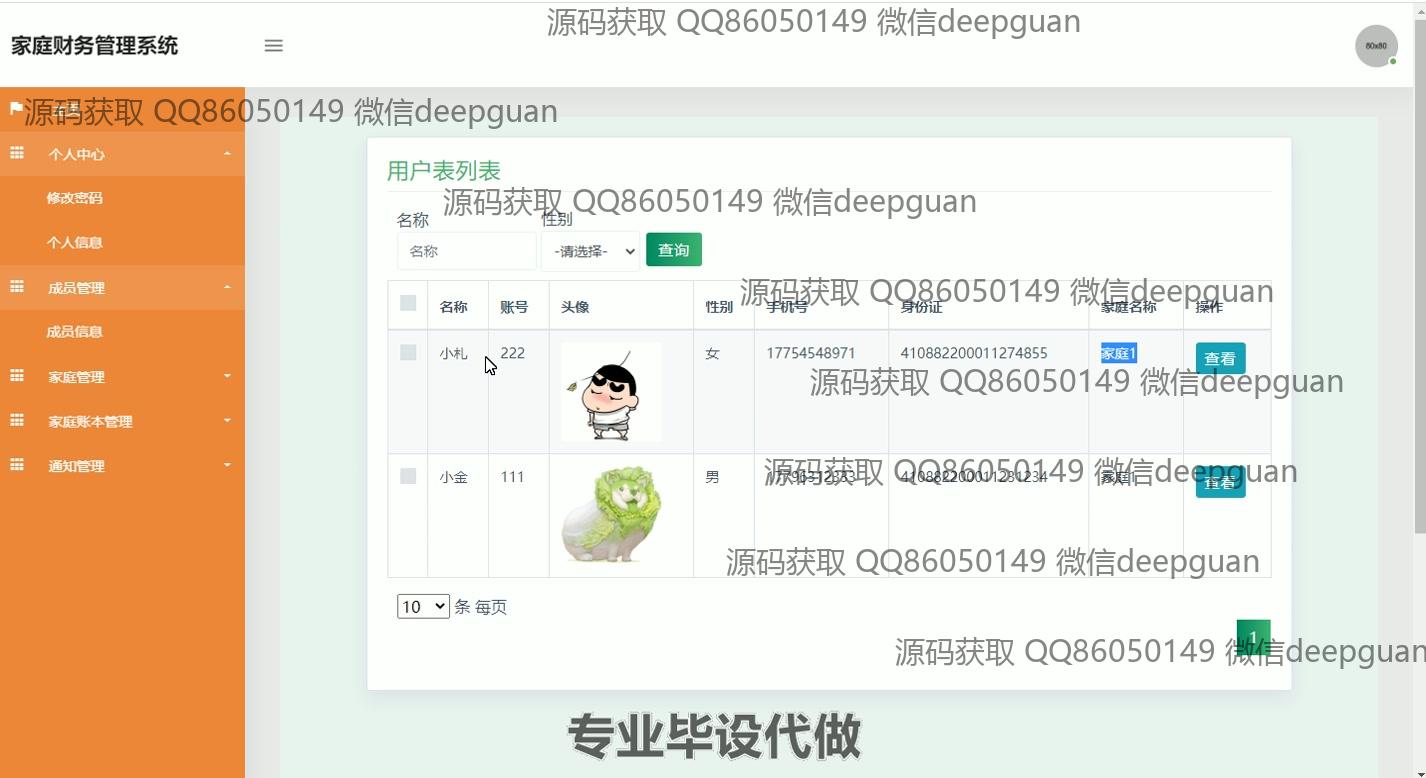 源码获取 QQ86050149 微信deepguan
家庭财务管理系统
80x80
源码获取 QQ86050149 微信deepguan
个人中心
修改密码
个人信息
成员管理
成员信息
家庭管理
家庭账本管理
通知管理
用户表列表
源码获取 QQ86050149 微信deepguan
名称 性别
名称 -请选择- 查询
源码获取 QQ86050149 微信deepguan
名称 账号 头像 性别 手机号 身份证 家庭名称 操作
小札 222 女 17754548971 410882200011274855 家庭1 查看
源码获取 QQ86050149 微信deepguan
源码获取 QQ86050149 微信deepguan
小金 111 男 410882200011231234 家庭1 查看
源码获取 QQ86050149 微信deepguan
10 条 每页
1
源码获取 QQ86050149 微信deepguan
专业毕设代做